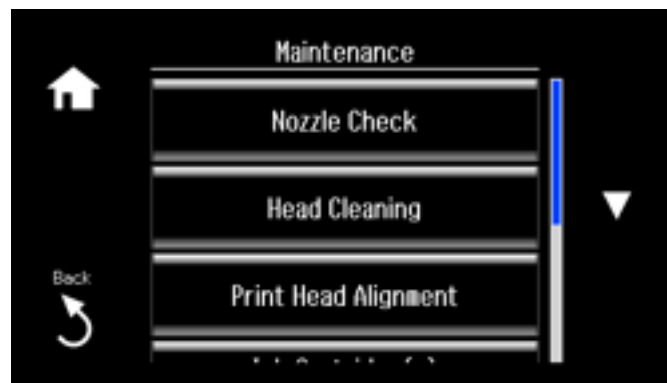 Maintenance
Nozzle Check
Head Cleaning
Back
Print Head Alignment